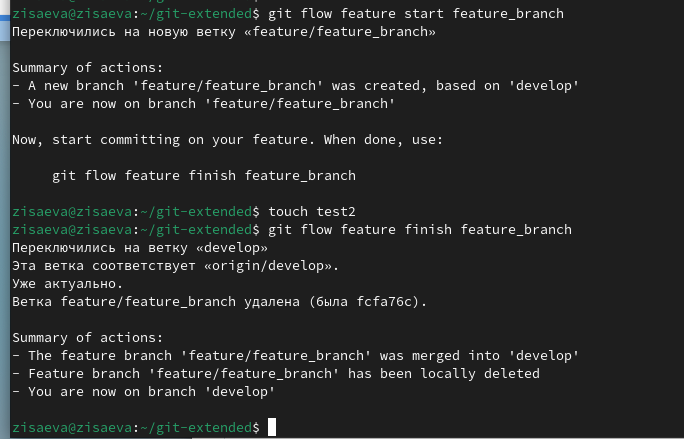 zisaeva@zisaeva:~/git-extended$ git flow feature start feature_branch
Переключились на новую ветку «feature/feature_branch»
Summary of actions:
- A new branch 'feature/feature_branch' was created, based on 'develop'
- You are now on branch 'feature/feature_branch'
Now, start committing on your feature. When done, use:
git flow feature finish feature_branch
zisaeva@zisaeva:~/git-extended$ touch test2
zisaeva@zisaeva:~/git-extended$ git flow feature finish feature_branch
Переключились на ветку «develop»
Эта ветка соответствует «origin/develop».
Уже актуально.
Ветка feature/feature_branch удалена (была fcfa76c).
Summary of actions:
- The feature branch 'feature/feature_branch' was merged into 'develop'
- Feature branch 'feature/feature_branch' has been locally deleted
- You are now on branch 'develop'
zisaeva@zisaeva:~/git-extended$